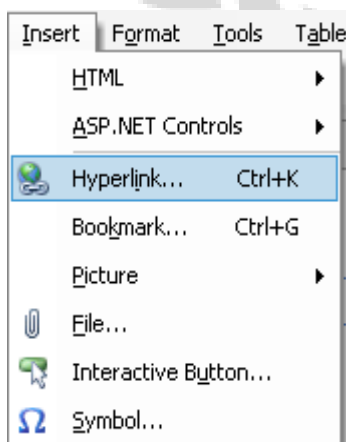 Insert Format Tools Table
HTML
ASP.NET Controls
Hyperlink... Ctrl+K
Bookmark... Ctrl+G
Picture
File...
Interactive Button...
Symbol...